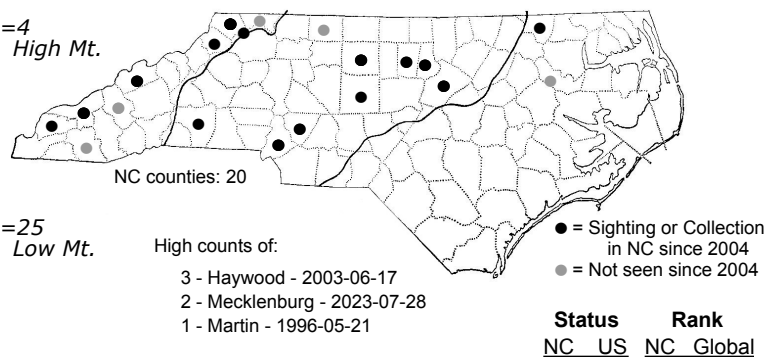 =4
High Mt.
NC counties: 20
=25
Low Mt.
High counts of:
3 - Haywood - 2003-06-17
2 - Mecklenburg - 2023-07-28
1 - Martin - 1996-05-21
= Sighting or Collection
in NC since 2004
= Not seen since 2004
Status Rank
NC US NC Global